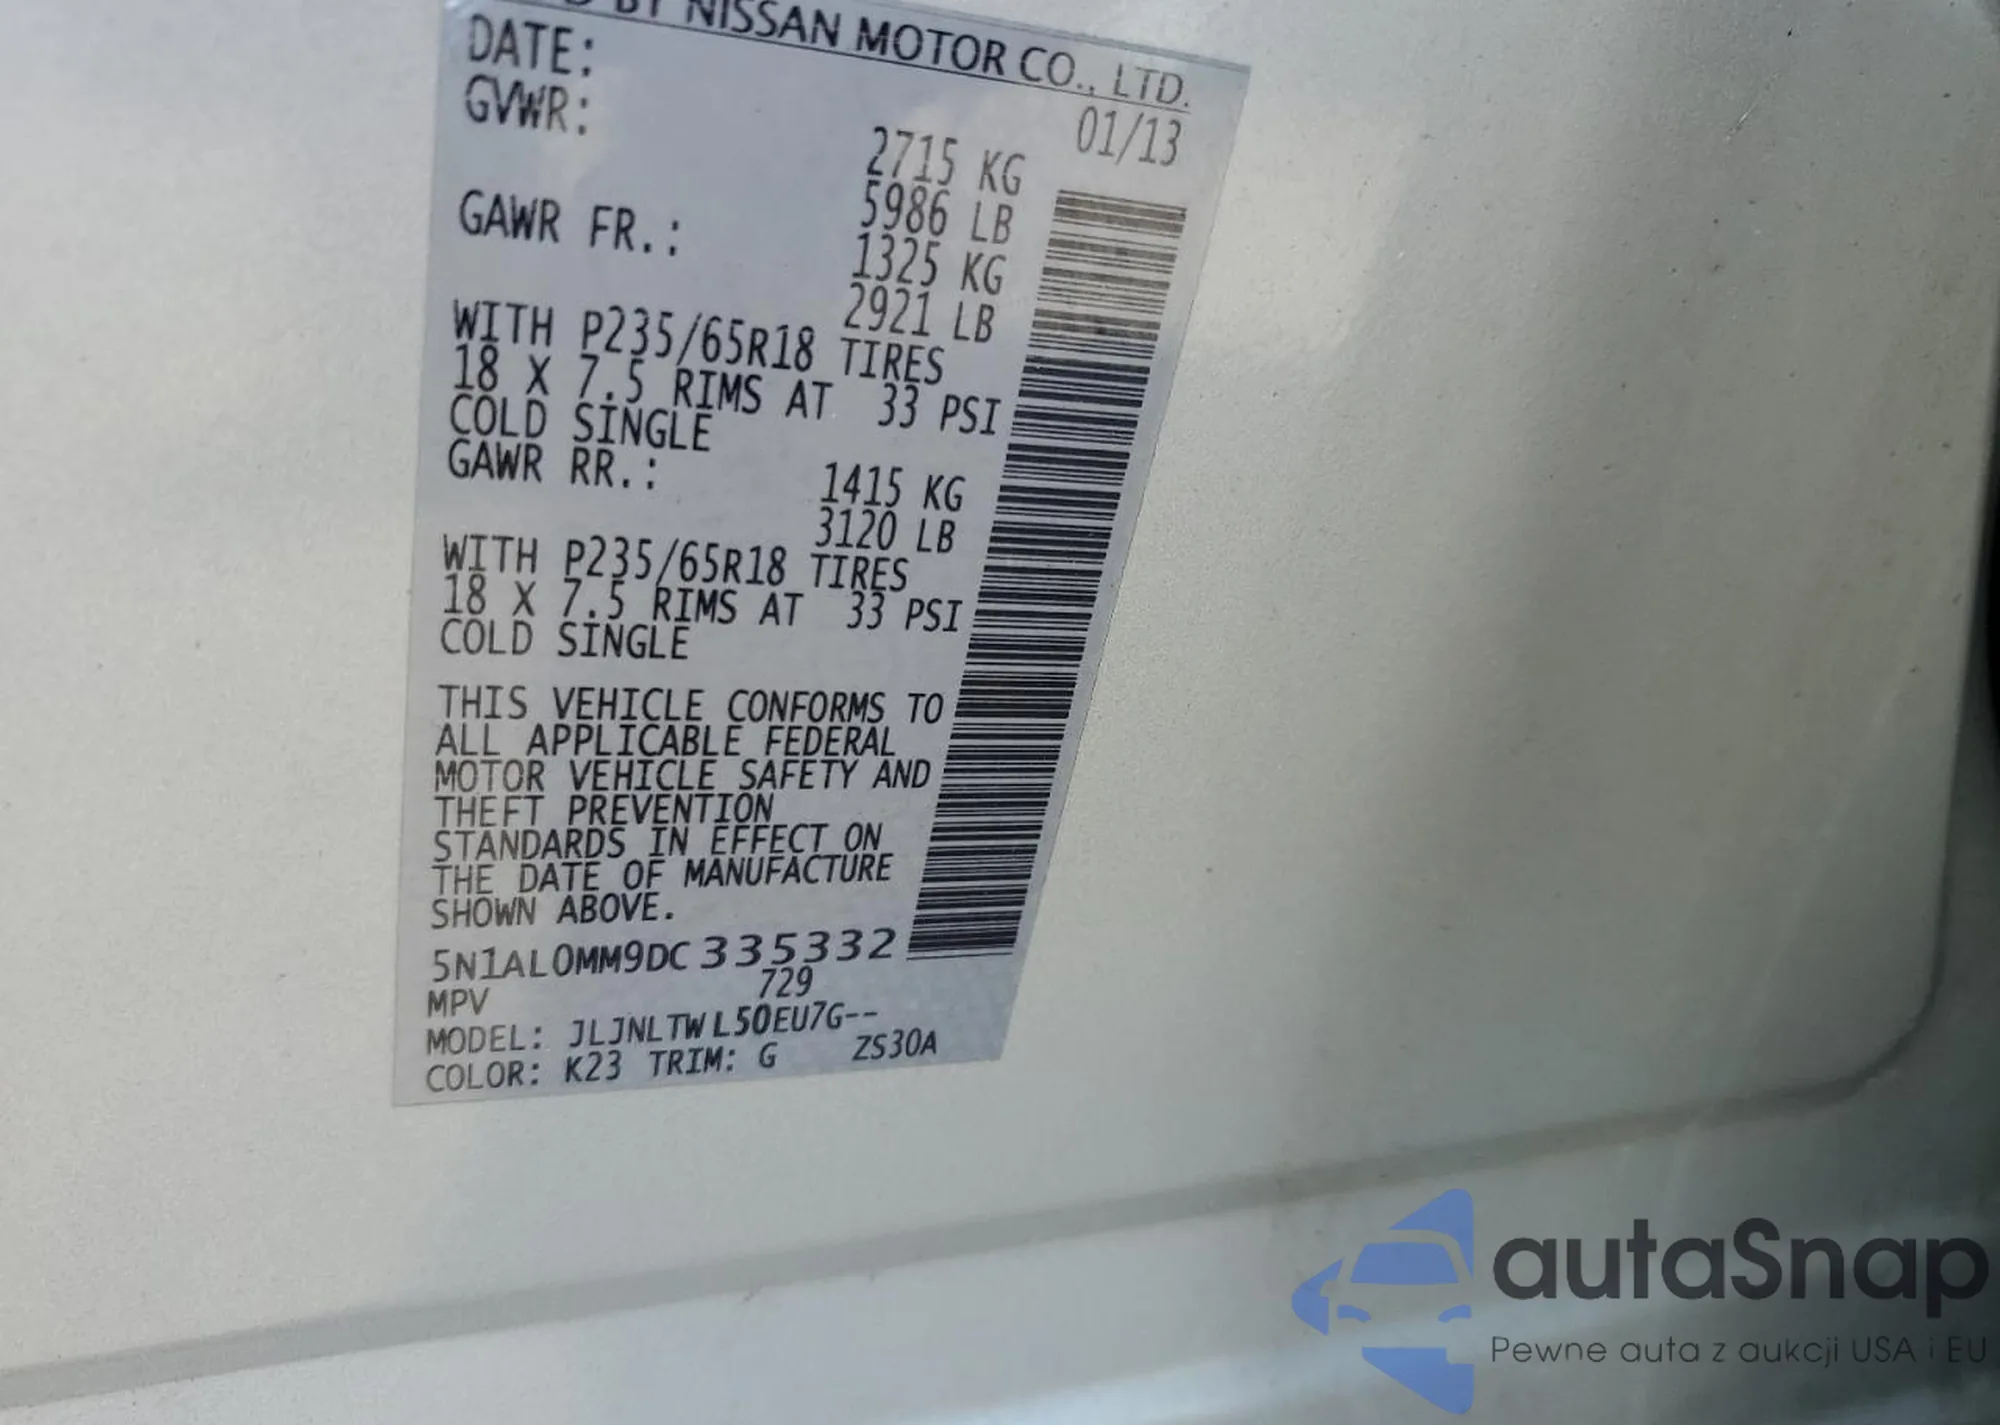 D BY NISSAN MOTOR CO., LTD.
DATE: 01/13
GVWR: 2715 KG
5986 LB
GAWR FR.: 1325 KG
2921 LB
WITH P235/65R18 TIRES
18 X 7.5 RIMS AT 33 PSI
COLD SINGLE
GAWR RR.: 1415 KG
3120 LB
WITH P235/65R18 TIRES
18 X 7.5 RIMS AT 33 PSI
COLD SINGLE
THIS VEHICLE CONFORMS TO
ALL APPLICABLE FEDERAL
MOTOR VEHICLE SAFETY AND
THEFT PREVENTION
STANDARDS IN EFFECT ON
THE DATE OF MANUFACTURE
SHOWN ABOVE.
5N1AL0MM9DC335332
MPV 729
MODEL: JLJNLTWL50EU7G--
COLOR: K23 TRIM: G ZS30A
autaSnap
Pewne auta z aukcji USA i EU